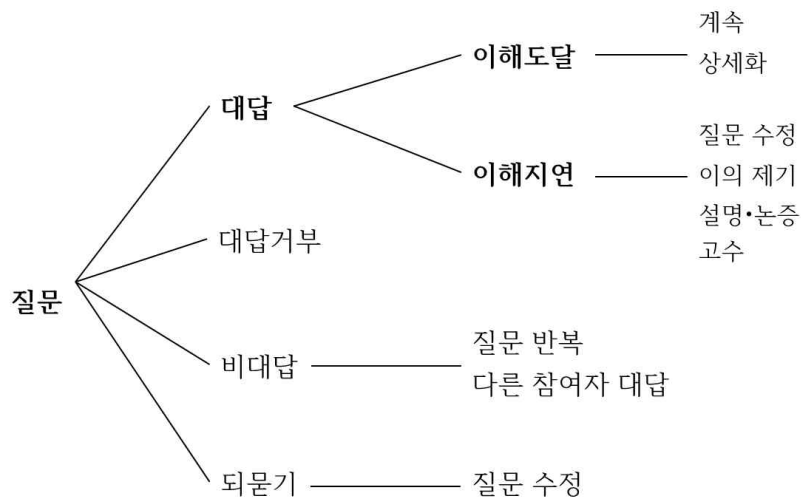 계속
이해도달
상세화
대답
질문 수정
이해지연
이의 제기
설명•논증
고수
대답거부
질문
질문 반복
비대답
다른 참여자 대답
되묻기
질문 수정